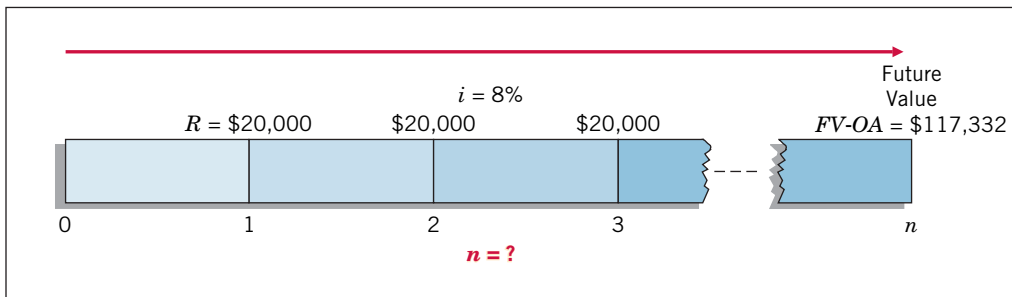 Future
Value
i = 8%
R = $20,000 $20,000 $20,000 FV-OA = $117,332
0 1 2 3 n
n = ?